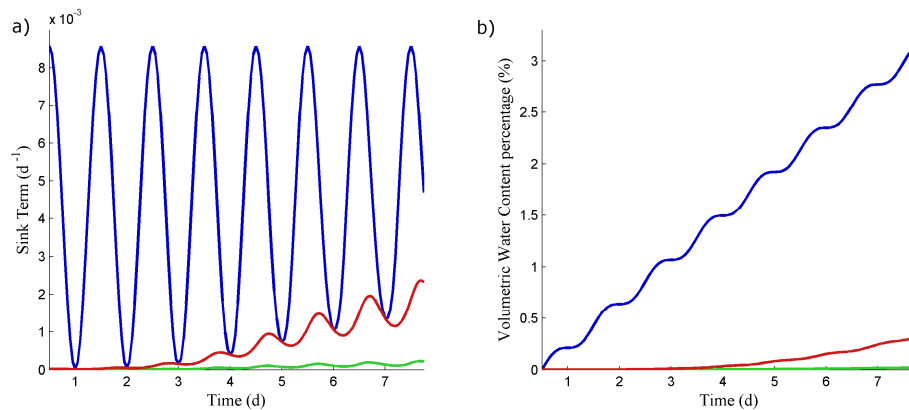 a)
x 10⁻³
8
7
6
5
4
3
2
1
0
Sink Term (d⁻¹)
1 2 3 4 5 6 7
Time (d)
b)
3
2.5
2
1.5
1
0.5
0
Volumetric Water Content percentage (%)
1 2 3 4 5 6 7
Time (d)